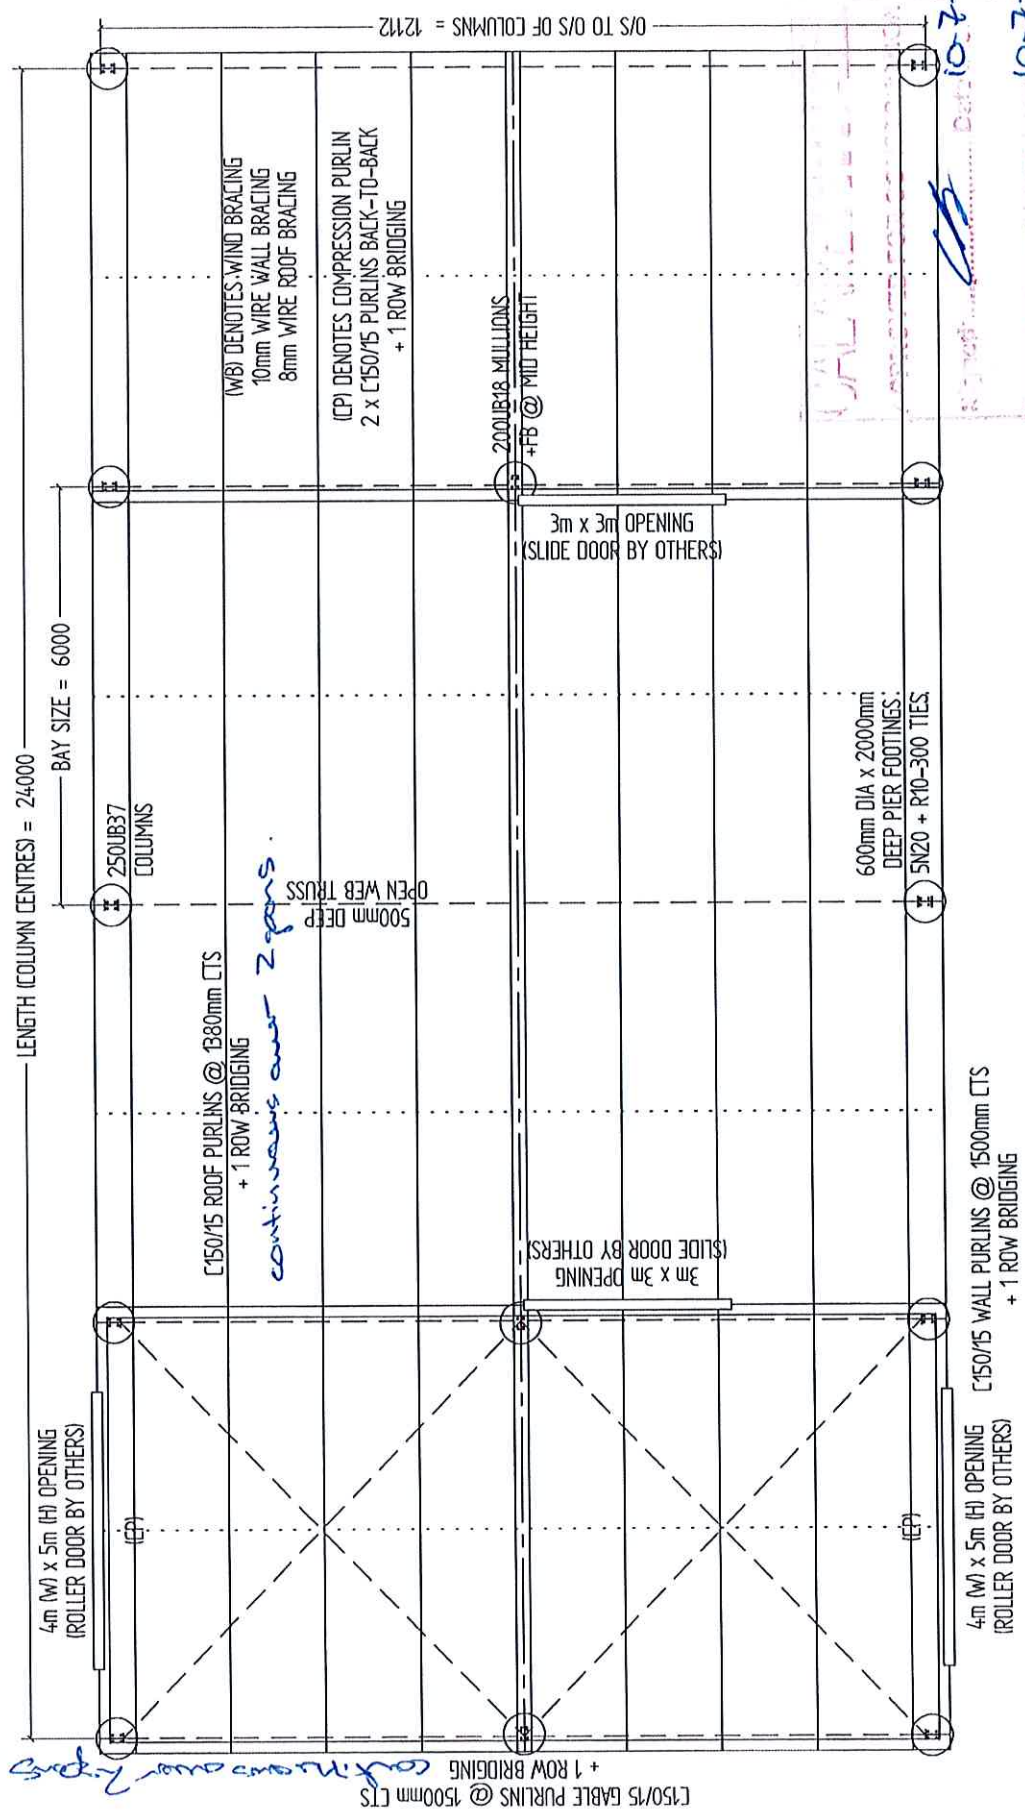 O/S TO O/S OF COLUMNS = 12112
LENGTH (COLUMN CENTRES) = 24000
BAY SIZE = 6000
4m (W) x 5m (H) OPENING
(ROLLER DOOR BY OTHERS)
(CP)
250UB37
COLUMNS
(WB) DENOTES WIND BRACING
10mm WIRE WALL BRACING
8mm WIRE ROOF BRACING
(CP) DENOTES COMPRESSION PURLIN
2 x C150/15 PURLINS BACK-TO-BACK
+ 1 ROW BRIDGING
C150/15 ROOF PURLINS @ 1380mm CTS
+ 1 ROW BRIDGING
continuous over 2 spans.
500mm DEEP
OPEN WEB TRUSS
200UB18 MULLIONS
+FB @ MID HEIGHT
3m x 3m OPENING
(SLIDE DOOR BY OTHERS)
3m x 3m OPENING
(SLIDE DOOR BY OTHERS)
600mm DIA x 2000mm
DEEP PIER FOOTINGS.
5N20 + R10-300 TIES.
(CP)
4m (W) x 5m (H) OPENING
(ROLLER DOOR BY OTHERS)
C150/15 WALL PURLINS @ 1500mm CTS
+ 1 ROW BRIDGING
C150/15 GABLE PURLINS @ 1500mm CTS
+ 1 ROW BRIDGING
continuous over 2 spans
10-7-
10-7-